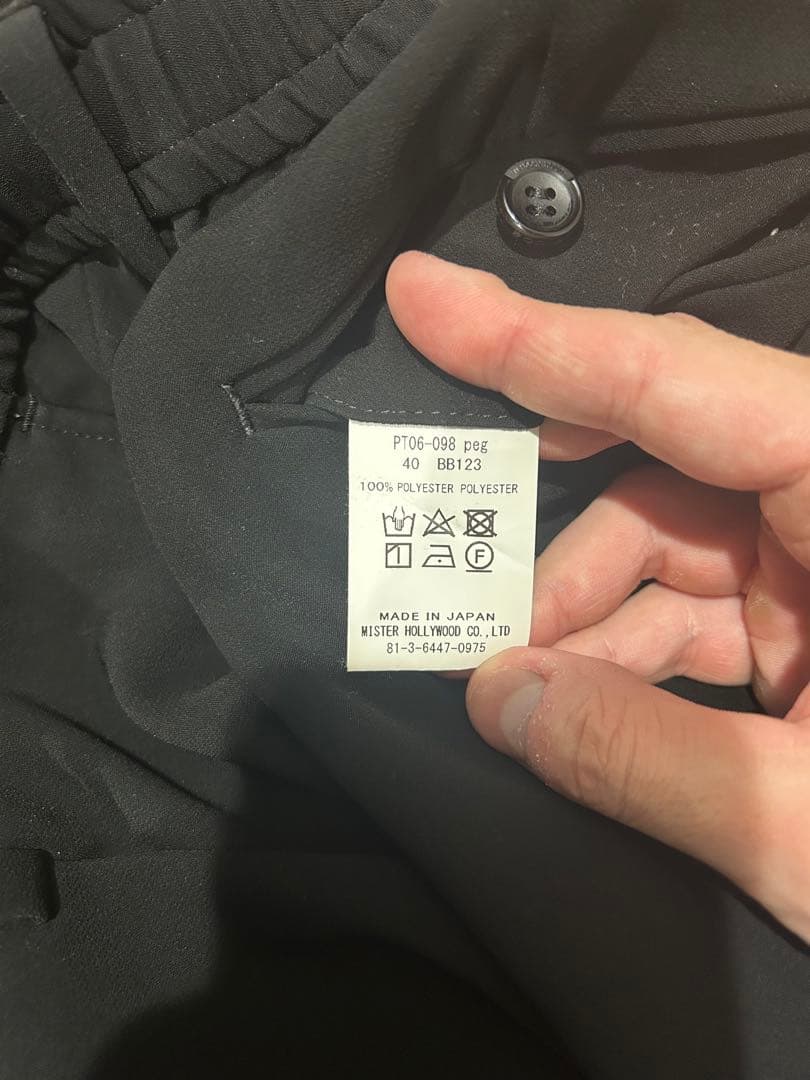 PT06-098 peg
40 BB123
100% POLYESTER POLYESTER
F
MADE IN JAPAN
MISTER HOLLYWOOD CO.,LTD
81-3-6447-0975